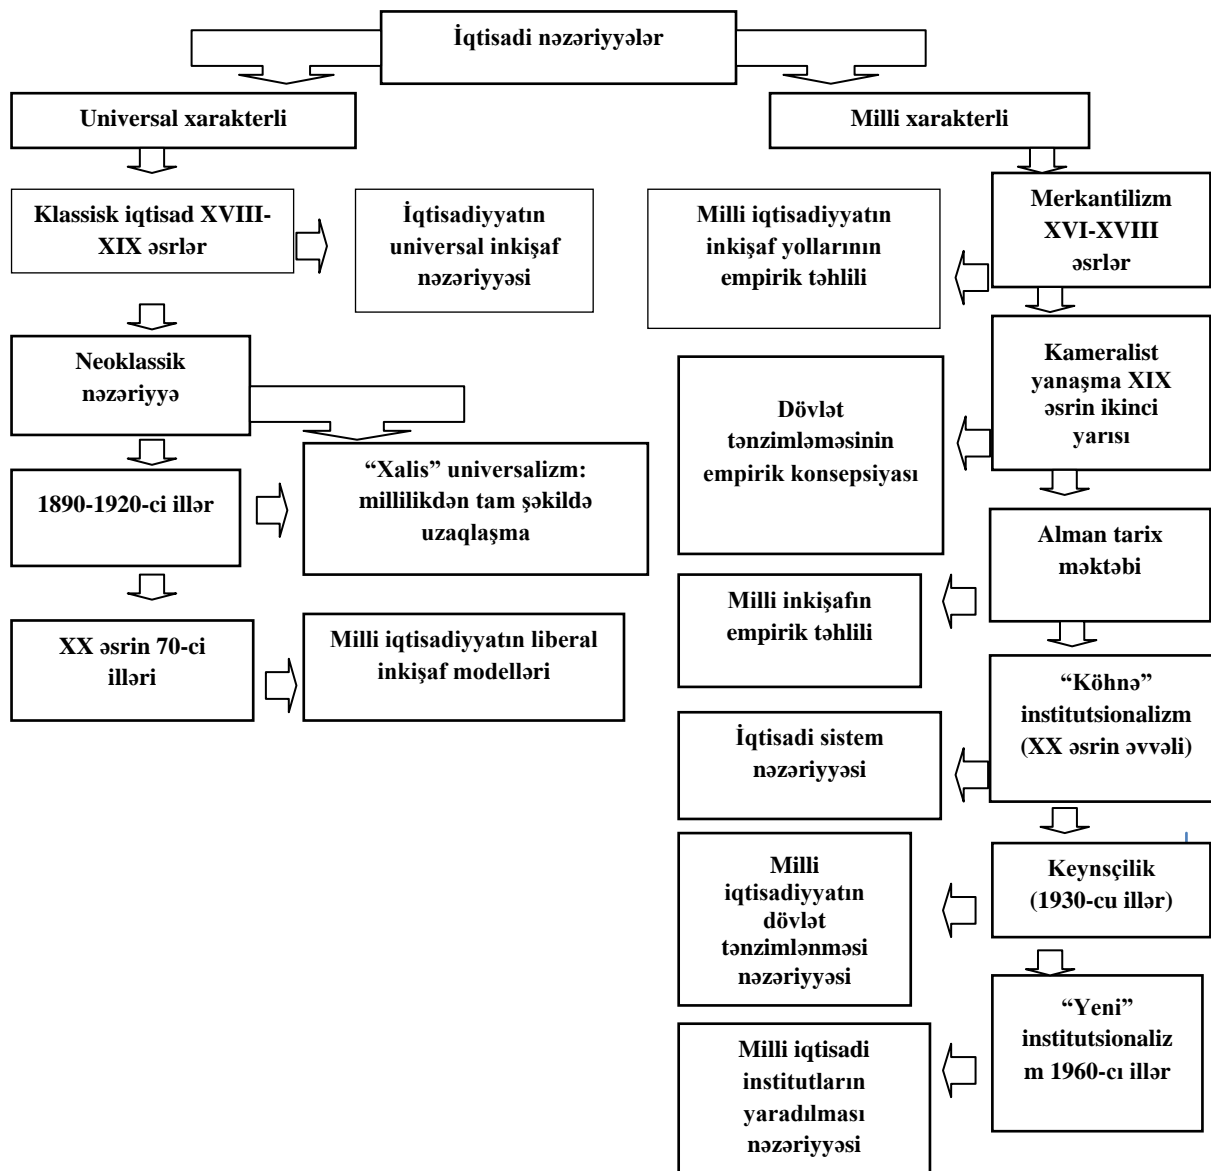 İqtisadi nəzəriyyələr
Universal xarakterli
Milli xarakterli
Klassisk iqtisad XVIII-
XIX əsrlər
İqtisadiyyatın
universal inkişaf
nəzəriyyəsi
Neoklassik
nəzəriyyə
“Xalis” universalizm:
millilikdən tam şəkildə
uzaqlaşma
1890-1920-ci illər
XX əsrin 70-ci
illəri
Milli iqtisadiyyatın liberal
inkişaf modelləri
Merkantilizm
XVI-XVIII
əsrlər
Milli iqtisadiyyatın
inkişaf yollarının
empirik təhlili
Kameralist
yanaşma XIX
əsrin ikinci
yarısı
Dövlət
tənzimləməsinin
empirik konsepsiyası
Alman tarix
məktəbi
Milli inkişafın
empirik təhlili
“Köhnə”
institutsionalizm
(XX əsrin əvvəli)
İqtisadi sistem
nəzəriyyəsi
Keynsçilik
(1930-cu illər)
Milli
iqtisadiyyatın
dövlət
tənzimlənməsi
nəzəriyyəsi
“Yeni”
institutsionaliz
m 1960-cı illər
Milli iqtisadi
institutların
yaradılması
nəzəriyyəsi